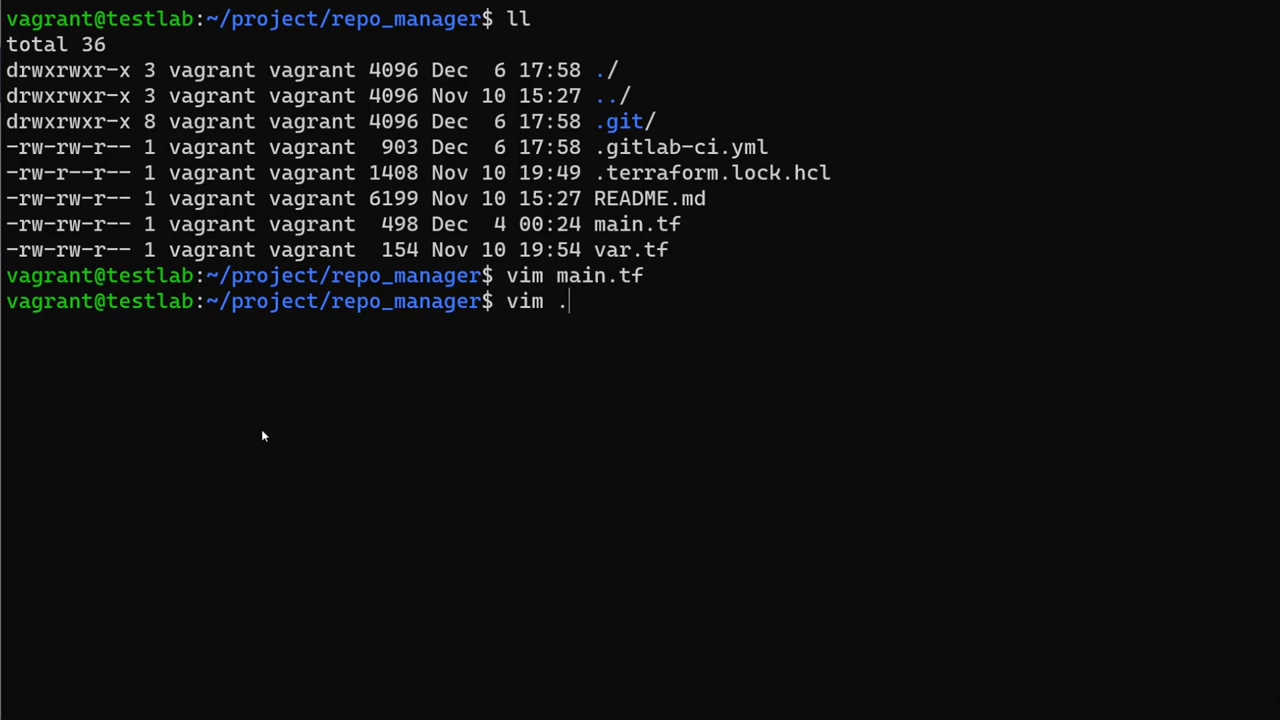 vagrant@testlab:~/project/repo_manager$ ll
total 36
drwxrwxr-x 3 vagrant vagrant 4096 Dec  6 17:58 ./
drwxrwxr-x 3 vagrant vagrant 4096 Nov 10 15:27 ../
drwxrwxr-x 8 vagrant vagrant 4096 Dec  6 17:58 .git/
-rw-rw-r-- 1 vagrant vagrant  903 Dec  6 17:58 .gitlab-ci.yml
-rw-r--r-- 1 vagrant vagrant 1408 Nov 10 19:49 .terraform.lock.hcl
-rw-rw-r-- 1 vagrant vagrant 6199 Nov 10 15:27 README.md
-rw-rw-r-- 1 vagrant vagrant  498 Dec  4 00:24 main.tf
-rw-rw-r-- 1 vagrant vagrant  154 Nov 10 19:54 var.tf
vagrant@testlab:~/project/repo_manager$ vim main.tf
vagrant@testlab:~/project/repo_manager$ vim .